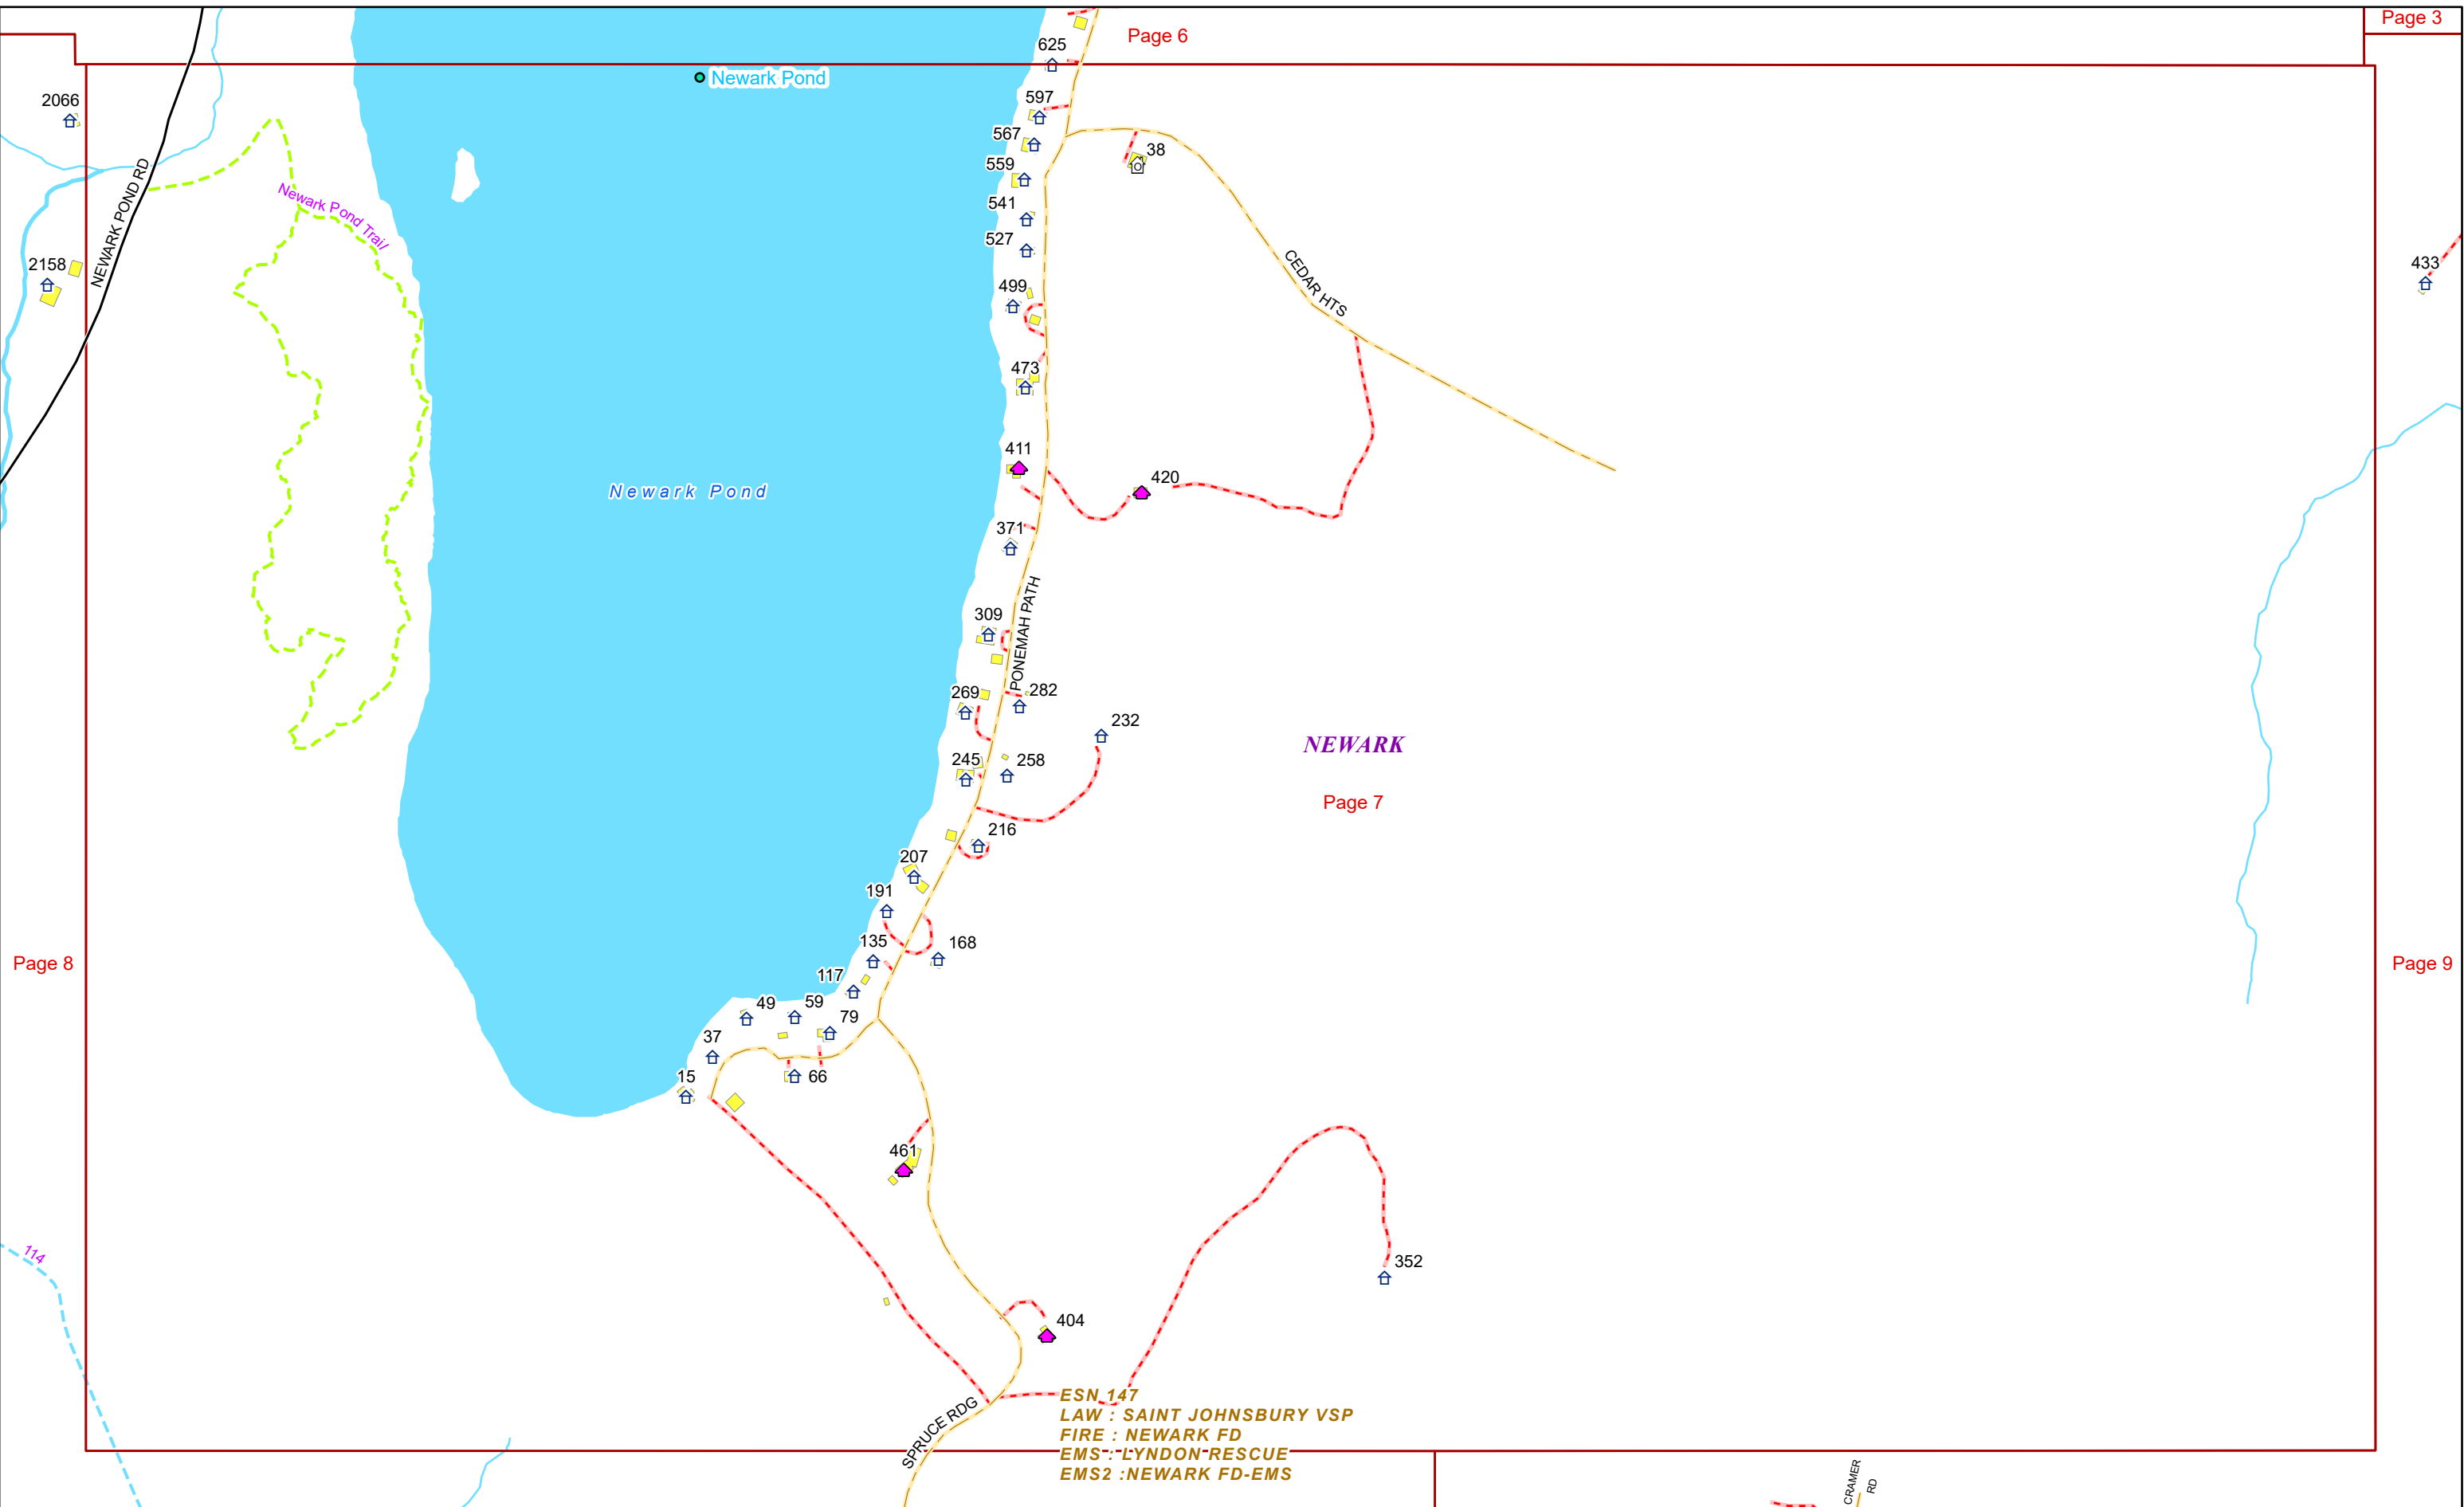 Page 3
Page 6
625
Newark Pond
2066
597
567
38
559
NEWARK POND RD
Newark Pond Trail
541
527
2158
CEDAR HTS
433
499
473
411
420
Newark Pond
371
PONEMAH PATH
309
282
269
232
NEWARK
245
258
Page 7
216
207
191
135
168
Page 8
Page 9
117
49
59
79
37
15
66
461
114
352
404
ESN 147
LAW : SAINT JOHNSBURY VSP
FIRE : NEWARK FD
EMS : LYNDON RESCUE
EMS2 :NEWARK FD-EMS
SPRUCE RDG
CRAMER
RD